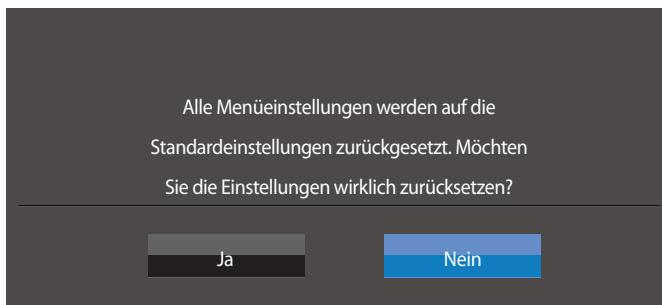 Alle Menüeinstellungen werden auf die
Standardeinstellungen zurückgesetzt. Möchten
Sie die Einstellungen wirklich zurücksetzen?
Ja
Nein